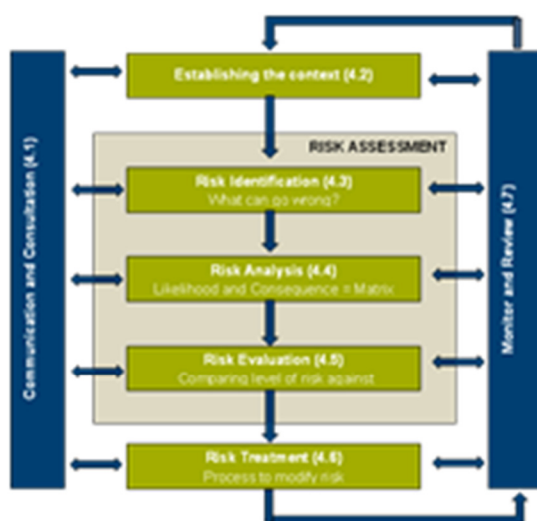 Establishing the context (4.2)
RISK ASSESSMENT
Risk Identification (4.3)
What can go wrong?
Risk Analysis (4.4)
Likelihood and Consequence = Matrix
Risk Evaluation (4.5)
Comparing level of risk against
Risk Treatment (4.6)
Process to modify risk
Communication and Consultation (4.1)
Monitor and Review (4.7)